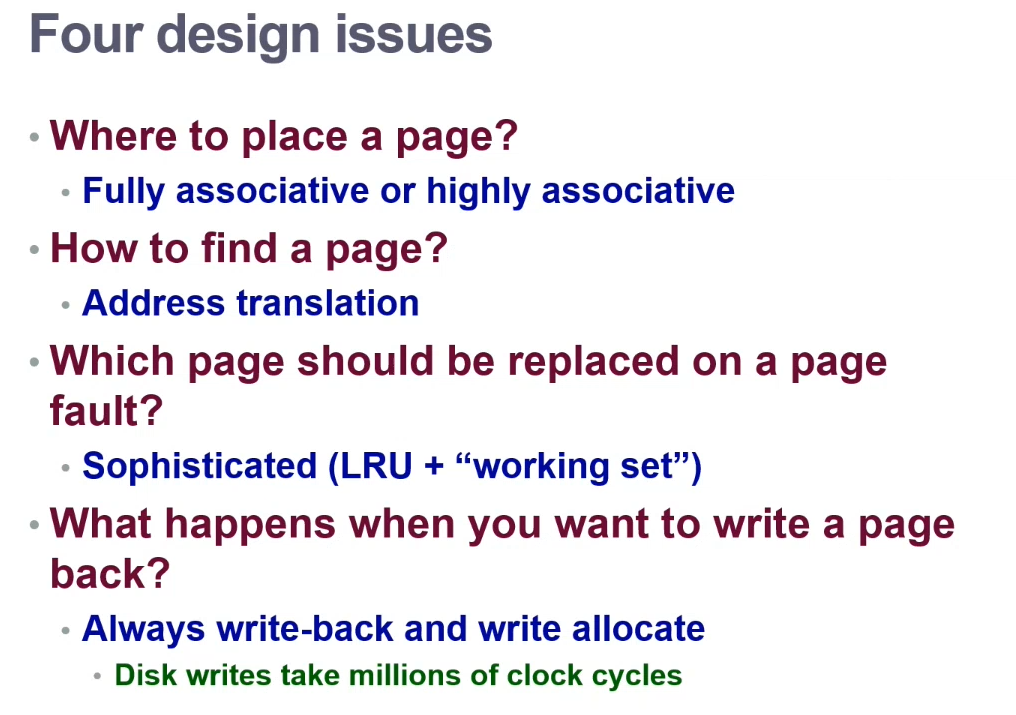 Four design issues
• Where to place a page?
• Fully associative or highly associative
• How to find a page?
• Address translation
• Which page should be replaced on a page
fault?
• Sophisticated (LRU + “working set”)
• What happens when you want to write a page
back?
• Always write-back and write allocate
• Disk writes take millions of clock cycles